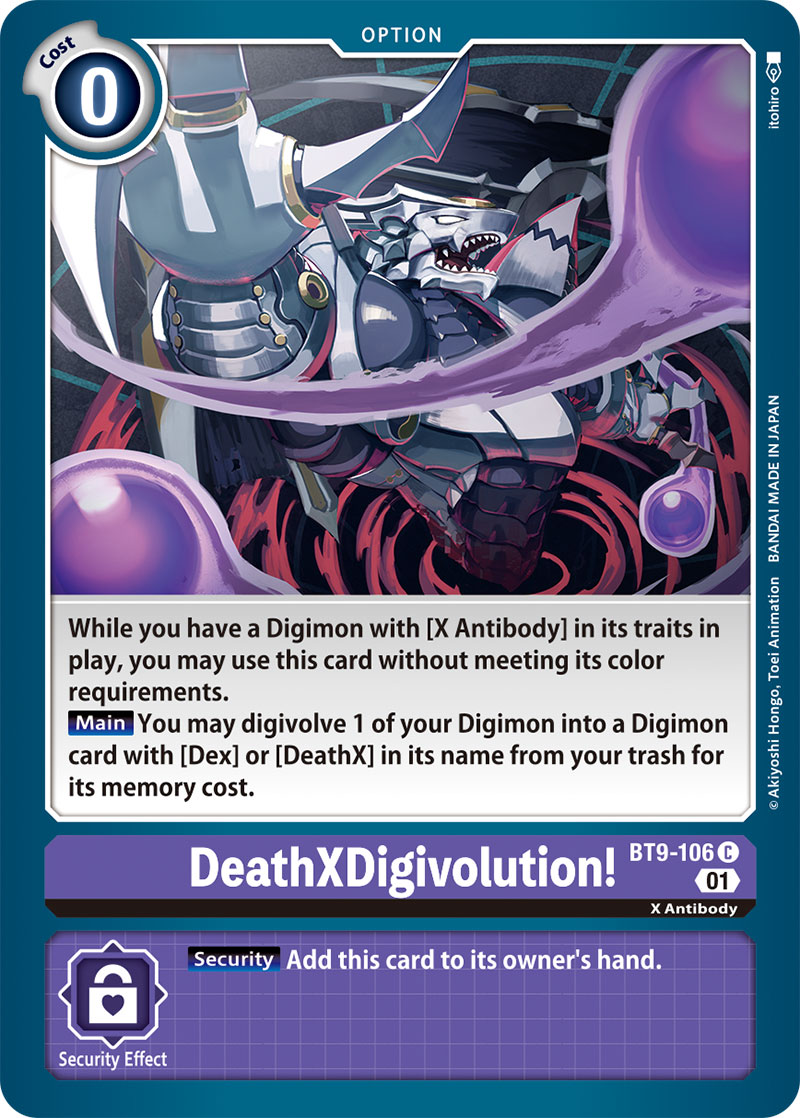 OPTION
Cost
0
itohiro
While you have a Digimon with [X Antibody] in its traits in
play, you may use this card without meeting its color
requirements.
Main You may digivolve 1 of your Digimon into a Digimon
card with [Dex] or [DeathX] in its name from your trash for
its memory cost.
© Akiyoshi Hongo, Toei Animation BANDAI MADE IN JAPAN
DeathXDigivolution!
BT9-106 C
01
X Antibody
Security Add this card to its owner's hand.
Security Effect